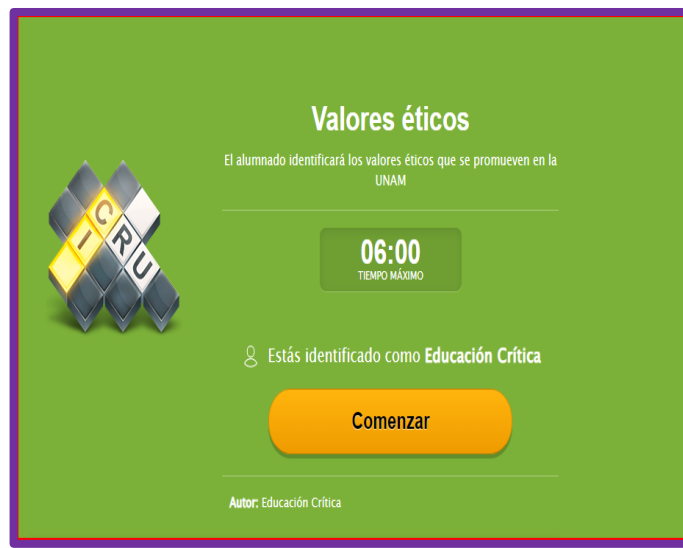 Valores éticos
El alumnado identificará los valores éticos que se promueven en la
UNAM
C
I R
U
06:00
TIEMPO MÁXIMO
Estás identificado como Educación Crítica
Comenzar
Autor: Educación Crítica